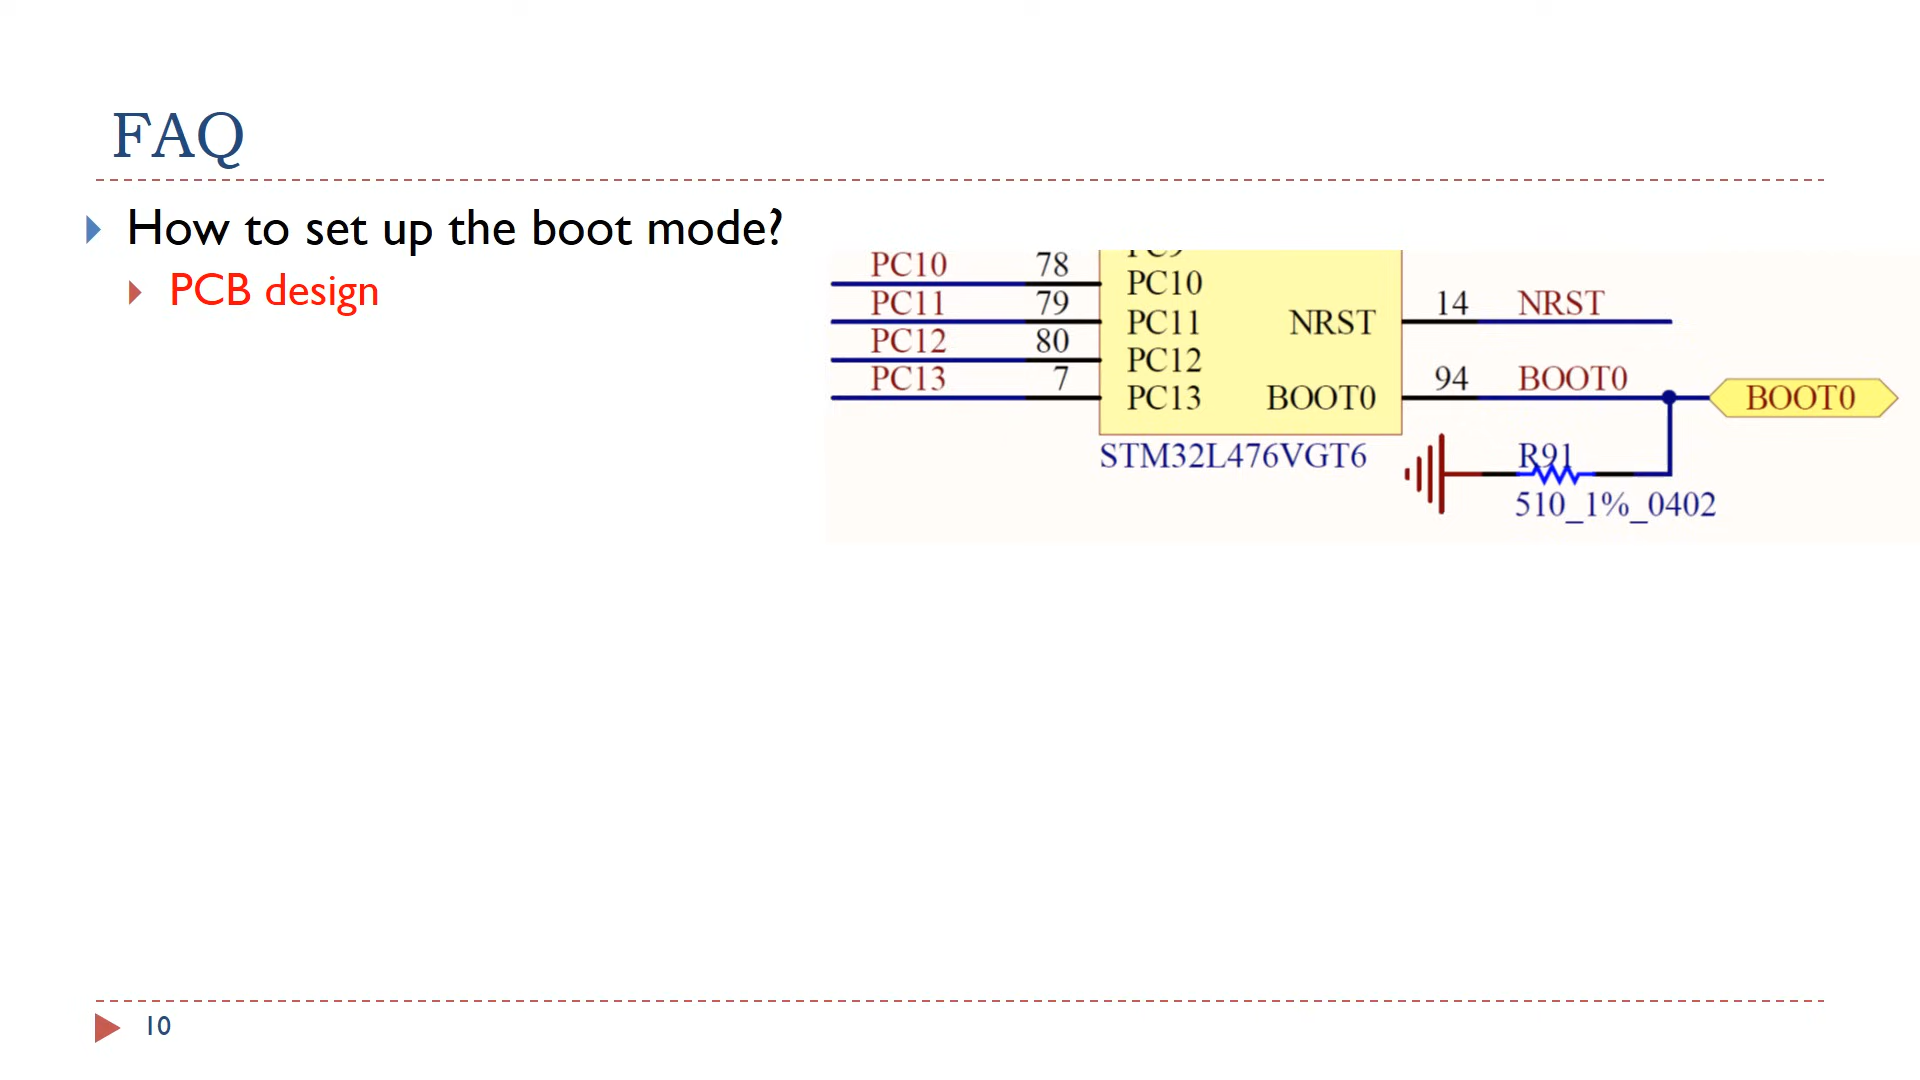 FAQ
How to set up the boot mode?
PCB design
PC10 78 PC10
PC11 79 PC11 NRST 14 NRST
PC12 80 PC12
PC13 7 PC13 BOOT0 94 BOOT0 BOOT0
STM32L476VGT6
R91
510_1%_0402
10